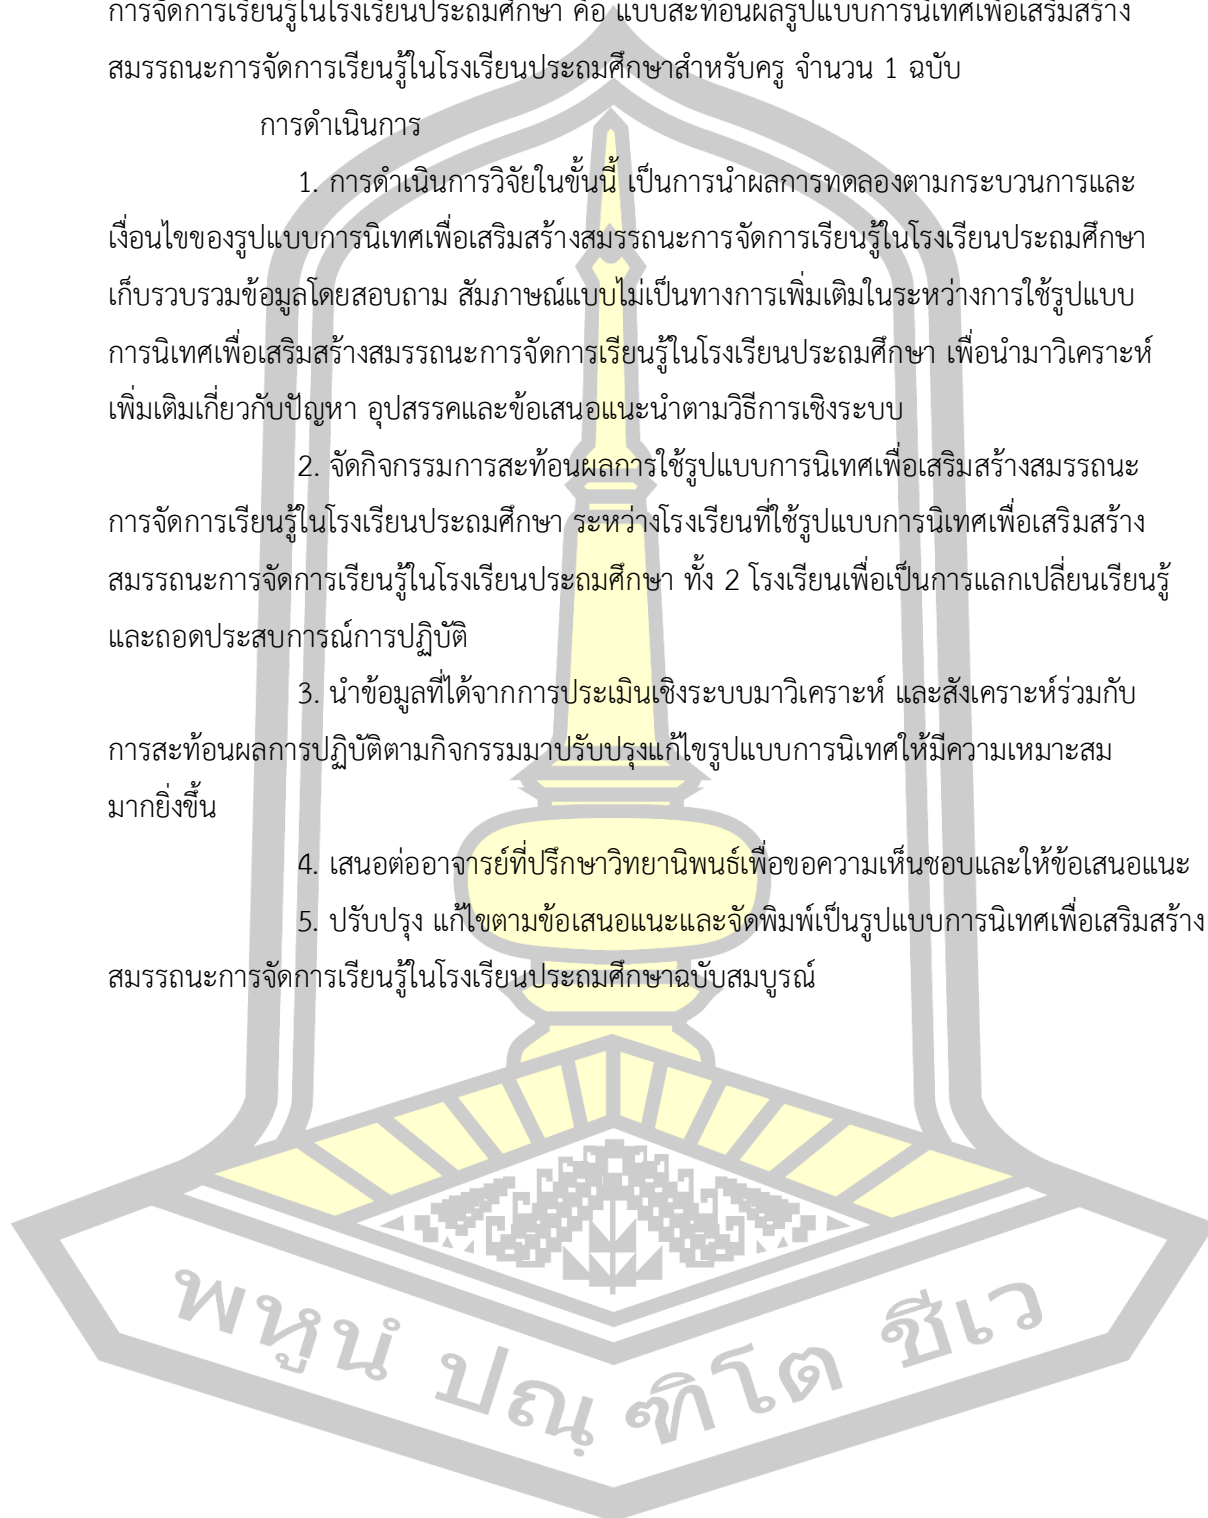 การจัดการเรียนรู้ในโรงเรียนประถมศึกษา คือ แบบสะท้อนผลรูปแบบการนิเทศเพื่อเสริมสร้าง
สมรรถนะการจัดการเรียนรู้ในโรงเรียนประถมศึกษาสำหรับครู จำนวน 1 ฉบับ
การดำเนินการ
1. การดำเนินการวิจัยในขั้นนี้ เป็นการนำผลการทดลองตามกระบวนการและ
เงื่อนไขของรูปแบบการนิเทศเพื่อเสริมสร้างสมรรถนะการจัดการเรียนรู้ในโรงเรียนประถมศึกษา
เก็บรวบรวมข้อมูลโดยสอบถาม สัมภาษณ์แบบไม่เป็นทางการเพิ่มเติมในระหว่างการใช้รูปแบบ
การนิเทศเพื่อเสริมสร้างสมรรถนะการจัดการเรียนรู้ในโรงเรียนประถมศึกษา เพื่อนำมาวิเคราะห์
เพิ่มเติมเกี่ยวกับปัญหา อุปสรรคและข้อเสนอแนะนำตามวิธีการเชิงระบบ
2. จัดกิจกรรมการสะท้อนผลการใช้รูปแบบการนิเทศเพื่อเสริมสร้างสมรรถนะ
การจัดการเรียนรู้ในโรงเรียนประถมศึกษา ระหว่างโรงเรียนที่ใช้รูปแบบการนิเทศเพื่อเสริมสร้าง
สมรรถนะการจัดการเรียนรู้ในโรงเรียนประถมศึกษา ทั้ง 2 โรงเรียนเพื่อเป็นการแลกเปลี่ยนเรียนรู้
และถอดประสบการณ์การปฏิบัติ
3. นำข้อมูลที่ได้จากการประเมินเชิงระบบมาวิเคราะห์ และสังเคราะห์ร่วมกับ
การสะท้อนผลการปฏิบัติตามกิจกรรมมาปรับปรุงแก้ไขรูปแบบการนิเทศให้มีความเหมาะสม
มากยิ่งขึ้น
4. เสนอต่ออาจารย์ที่ปรึกษาวิทยานิพนธ์เพื่อขอความเห็นชอบและให้ข้อเสนอแนะ
5. ปรับปรุง แก้ไขตามข้อเสนอแนะและจัดพิมพ์เป็นรูปแบบการนิเทศเพื่อเสริมสร้าง
สมรรถนะการจัดการเรียนรู้ในโรงเรียนประถมศึกษาฉบับสมบูรณ์
พหูนํ ปณฺ ฑิโต ชีเว